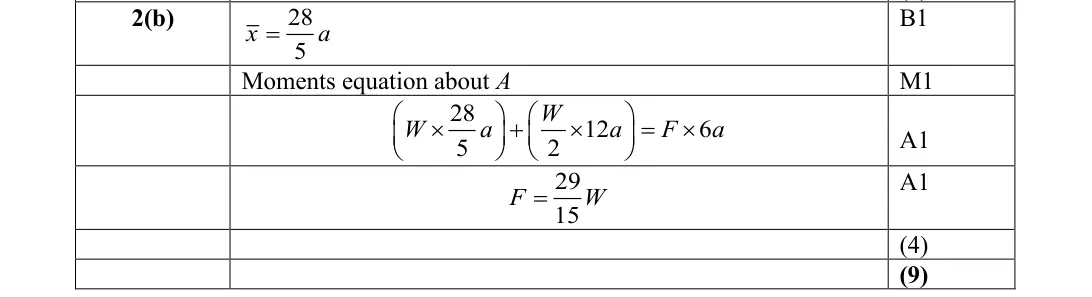 2(b) x̄ = 28/5 a B1
Moments equation about A M1
(W × 28/5 a) + (W/2 × 12a) = F × 6a A1
F = 29/15 W A1
(4)
(9)